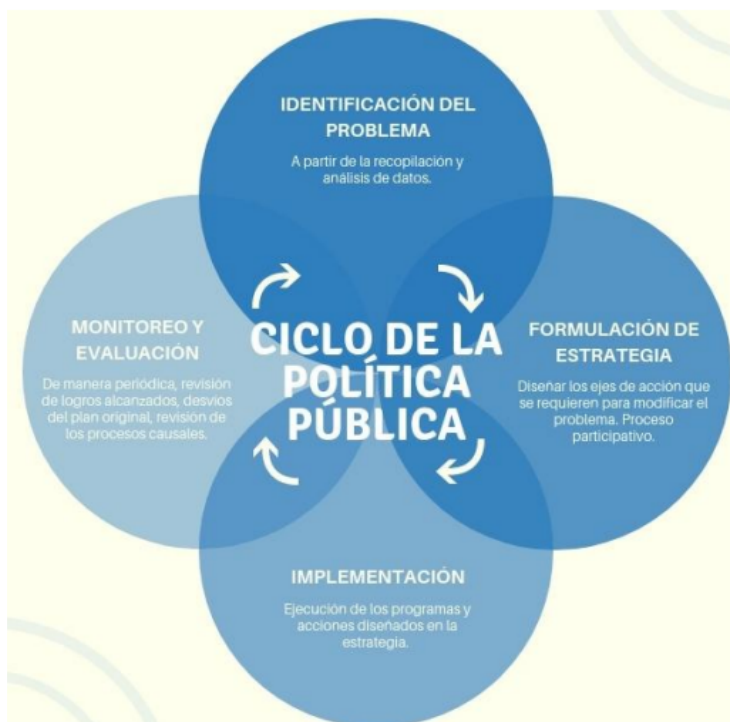 IDENTIFICACIÓN DEL
PROBLEMA
A partir de la recopilación y
análisis de datos.
MONITOREO Y
EVALUACIÓN
De manera periódica, revisión
de logros alcanzados, desvíos
del plan original, revisión de
los procesos causales.
CICLO DE LA
POLÍTICA
PÚBLICA
FORMULACIÓN DE
ESTRATEGIA
Diseñar los ejes de acción que
se requieren para modificar el
problema. Proceso
participativo.
IMPLEMENTACIÓN
Ejecución de los programas y
acciones diseñados en la
estrategia.